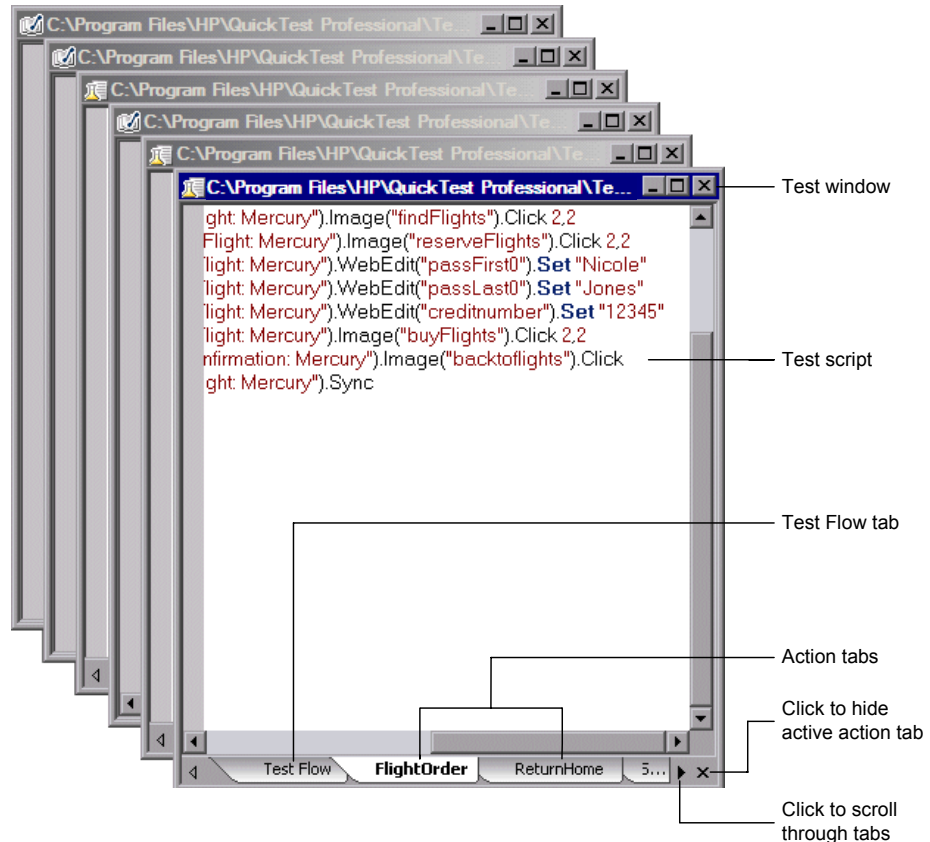 C:\Program Files\HP\QuickTest Professional\Te...
C:\Program Files\HP\QuickTest Professional\Te...
C:\Program Files\HP\QuickTest Professional\Te...
C:\Program Files\HP\QuickTest Professional\Te...
C:\Program Files\HP\QuickTest Professional\Te...
C:\Program Files\HP\QuickTest Professional\Te...
Test window
ght: Mercury").Image("findFlights").Click 2,2
Flight: Mercury").Image("reserveFlights").Click 2,2
light: Mercury").WebEdit("passFirst0").Set "Nicole"
light: Mercury").WebEdit("passLast0").Set "Jones"
light: Mercury").WebEdit("creditnumber").Set "12345"
light: Mercury").Image("buyFlights").Click 2,2
nfirmation: Mercury").Image("backtoflights").Click
Test script
ght: Mercury").Sync
Test Flow tab
Action tabs
Click to hide
active action tab
Test Flow FlightOrder ReturnHome
Click to scroll
through tabs